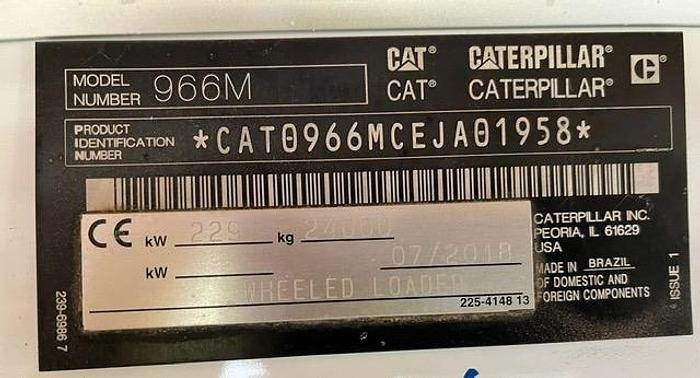 CAT® CATERPILLAR®
CAT® CATERPILLAR®
MODEL NUMBER 966M
PRODUCT IDENTIFICATION NUMBER *CAT0966MCEJA01958*
CE kW 229 kg 24000
kW 07/2018
WHEELED LOADER
225-4148 13
CATERPILLAR INC.
PEORIA, IL 61629
USA
MADE IN BRAZIL
OF DOMESTIC AND
FOREIGN COMPONENTS
239-6986 7
ISSUE 1